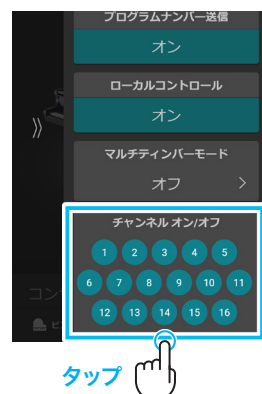 プログラムナンバー送信
オン
ローカルコントロール
オン
マルチティンバーモード
オフ
チャンネル オン/オフ
1 2 3 4 5
6 7 8 9 10 11
12 13 14 15 16
コン
タップ